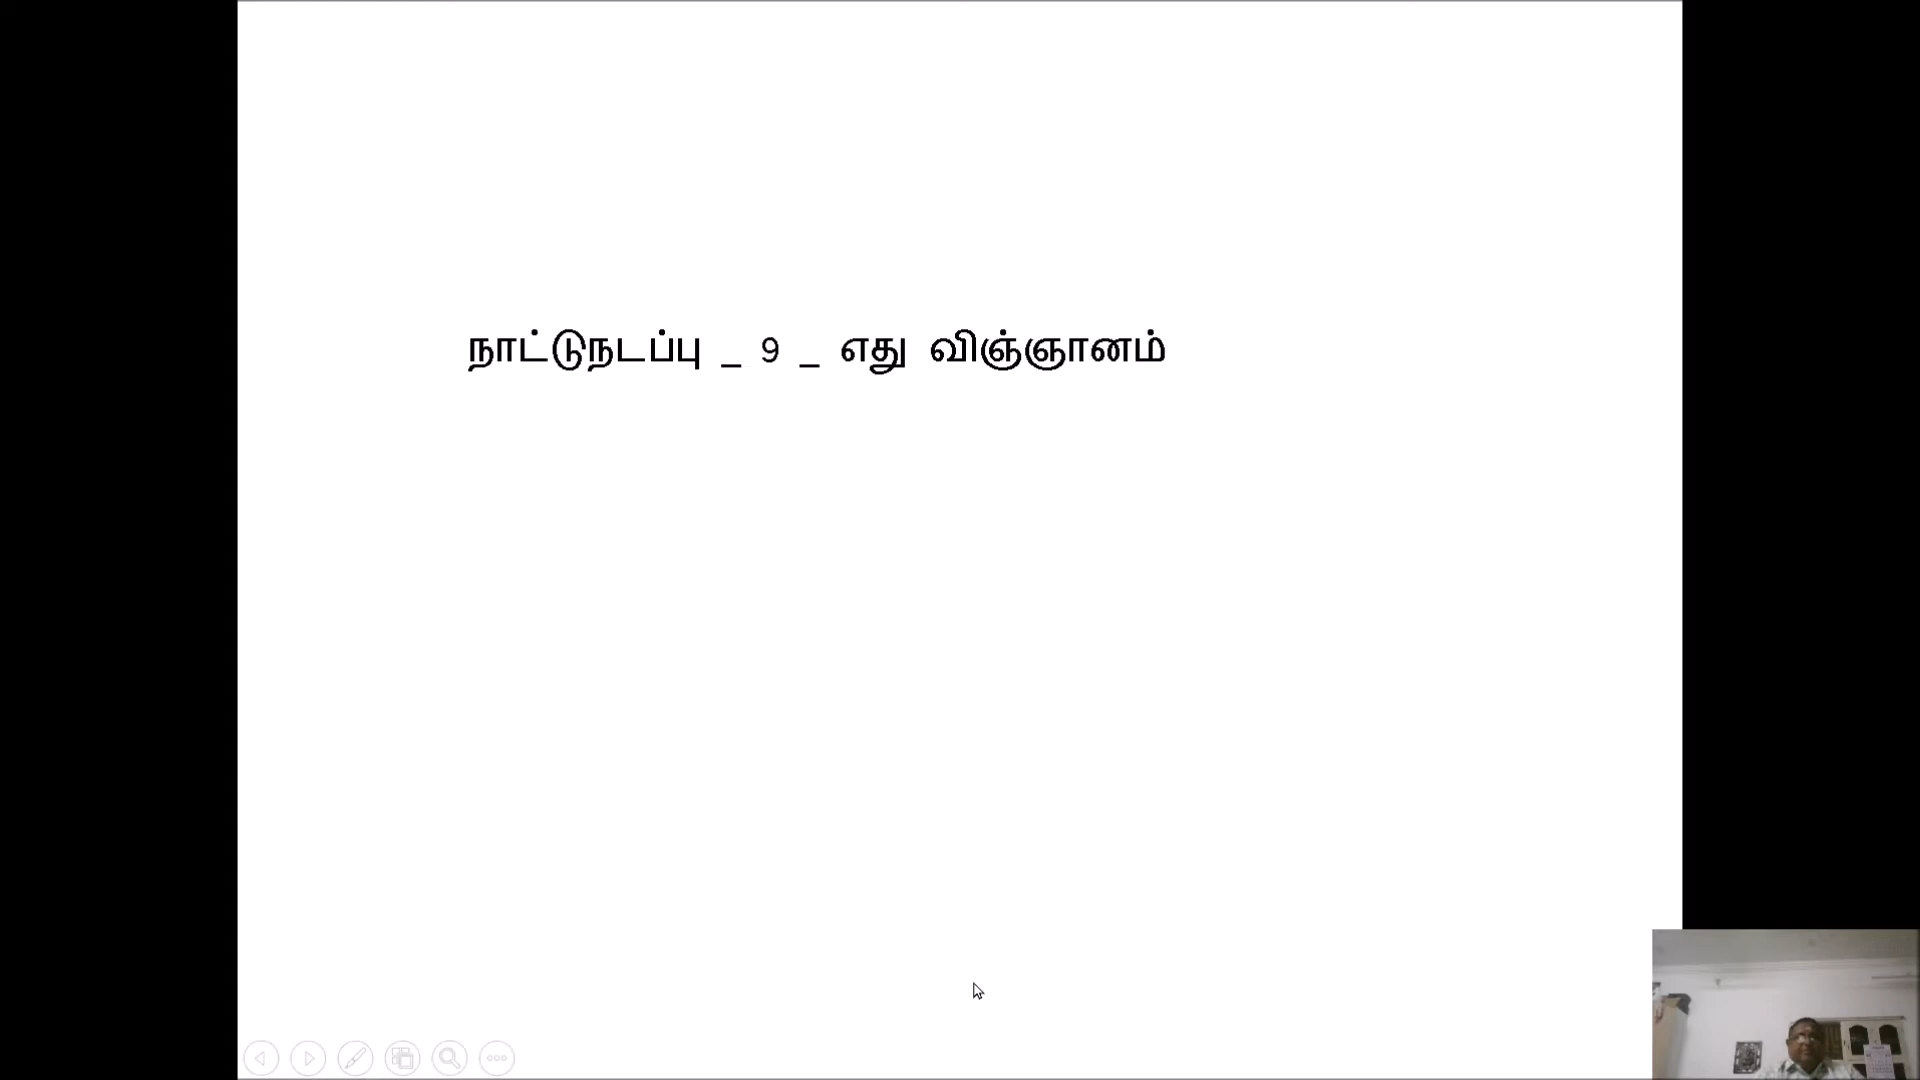 நாட்டுநடப்பு _ 9 _ எது விஞ்ஞானம்